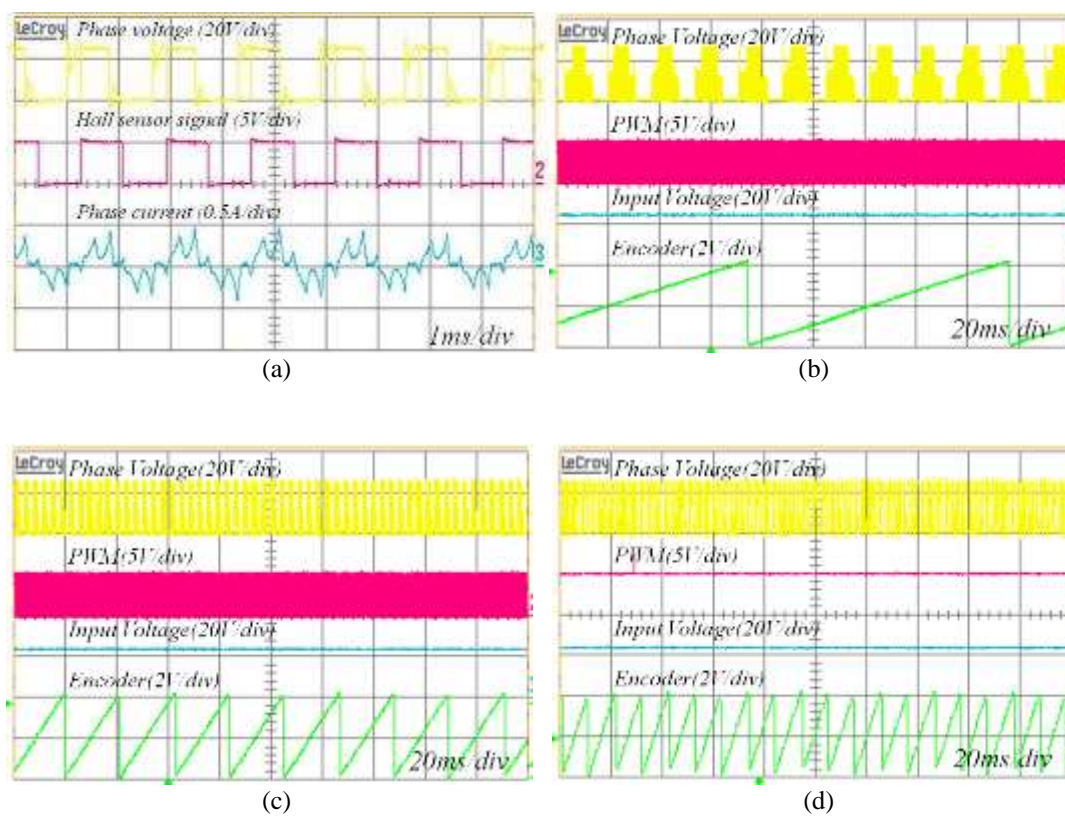 LeCroy Phase voltage (20V/div)
Hall sensor signal (5V/div)
2
Phase current (0.5A/div)
3
1ms/div
(a)
LeCroy
Phase Voltage(20V/div)
PWM(5V/div)
Input Voltage(20V/div)
Encoder(2V/div)
20ms/div
(b)
LeCroy Phase Voltage(20V/div)
PWM(5V/div)
Input Voltage(20V/div)
Encoder(2V/div)
20ms/div
(c)
LeCroy Phase Voltage(20V/div)
PWM(5V/div)
Input Voltage(20V/div)
Encoder(2V/div)
20ms/div
(d)